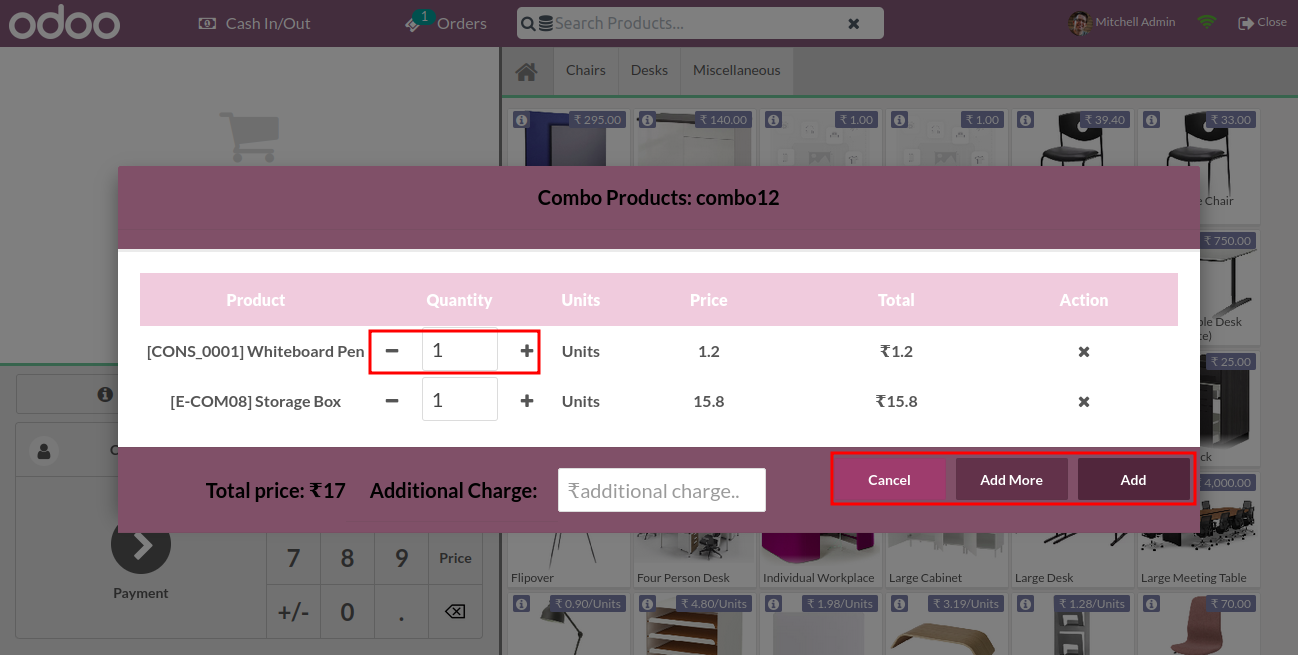 odoo
Cash In/Out
1
Orders
Search Products...
Mitchell Admin
Close
Chairs
Desks
Miscellaneous
₹ 295.00
₹ 140.00
₹ 1.00
₹ 1.00
₹ 39.40
₹ 33.00
Chair
₹ 750.00
Desk
₹ 25.00
4,000.00
Combo Products: combo12
Product Quantity Units Price Total Action
[CONS_0001] Whiteboard Pen 1 Units 1.2 ₹1.2
[E-COM08] Storage Box 1 Units 15.8 ₹15.8
Total price: ₹17 Additional Charge: ₹additional charge..
Cancel
Add More
Add
7 8 9 Price
Payment
+/- 0 .
Flipover
Four Person Desk
Individual Workplace
Large Cabinet
Large Desk
Large Meeting Table
₹ 0.90/Units
₹ 4.80/Units
₹ 1.98/Units
₹ 3.19/Units
₹ 1.28/Units
₹ 70.00